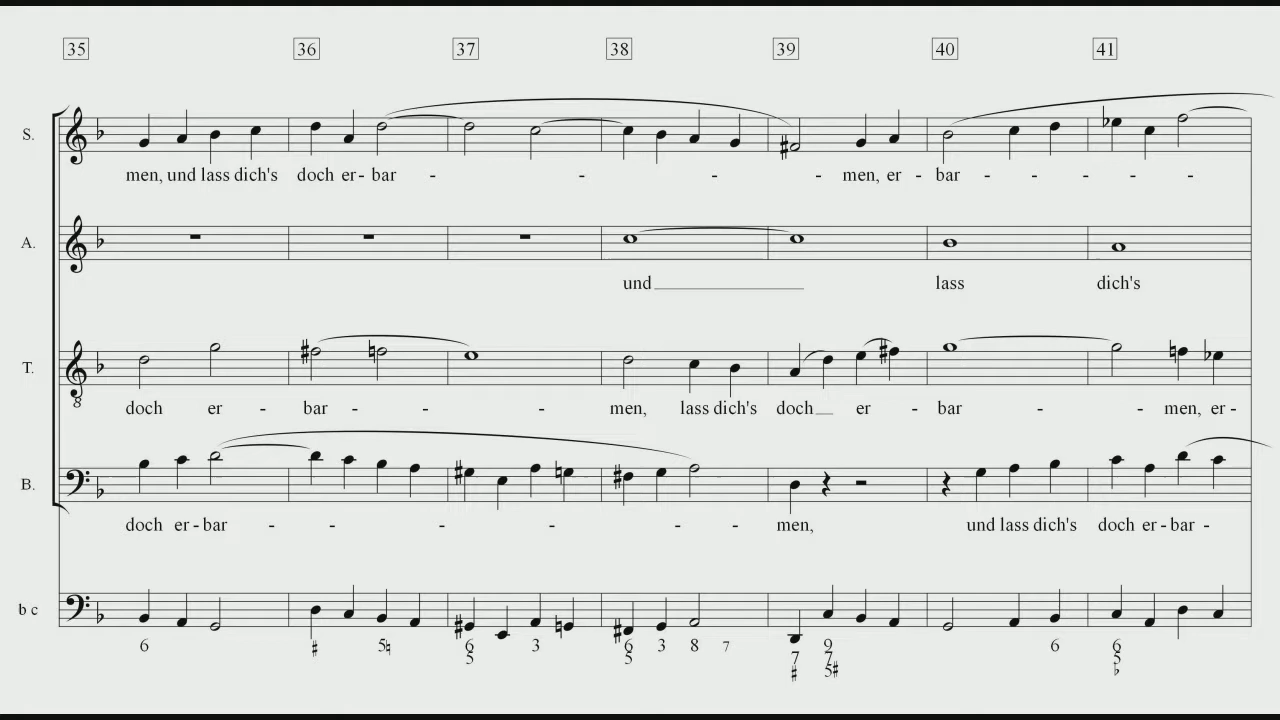 35 36 37 38 39 40 41
S.
men, und lass dich's doch er - bar - - - - men, er - bar - - - - -
A.
und lass dich's
T.
8
doch er - bar - - - men, lass dich's doch er - bar - - men, er -
B.
doch er - bar - - - - - men, und lass dich's doch er - bar -
b c
6 ♯ 5♮ 6 3 6 3 8 7 9 6 6
5 5 7 7 5
♯ 5♯ ♭